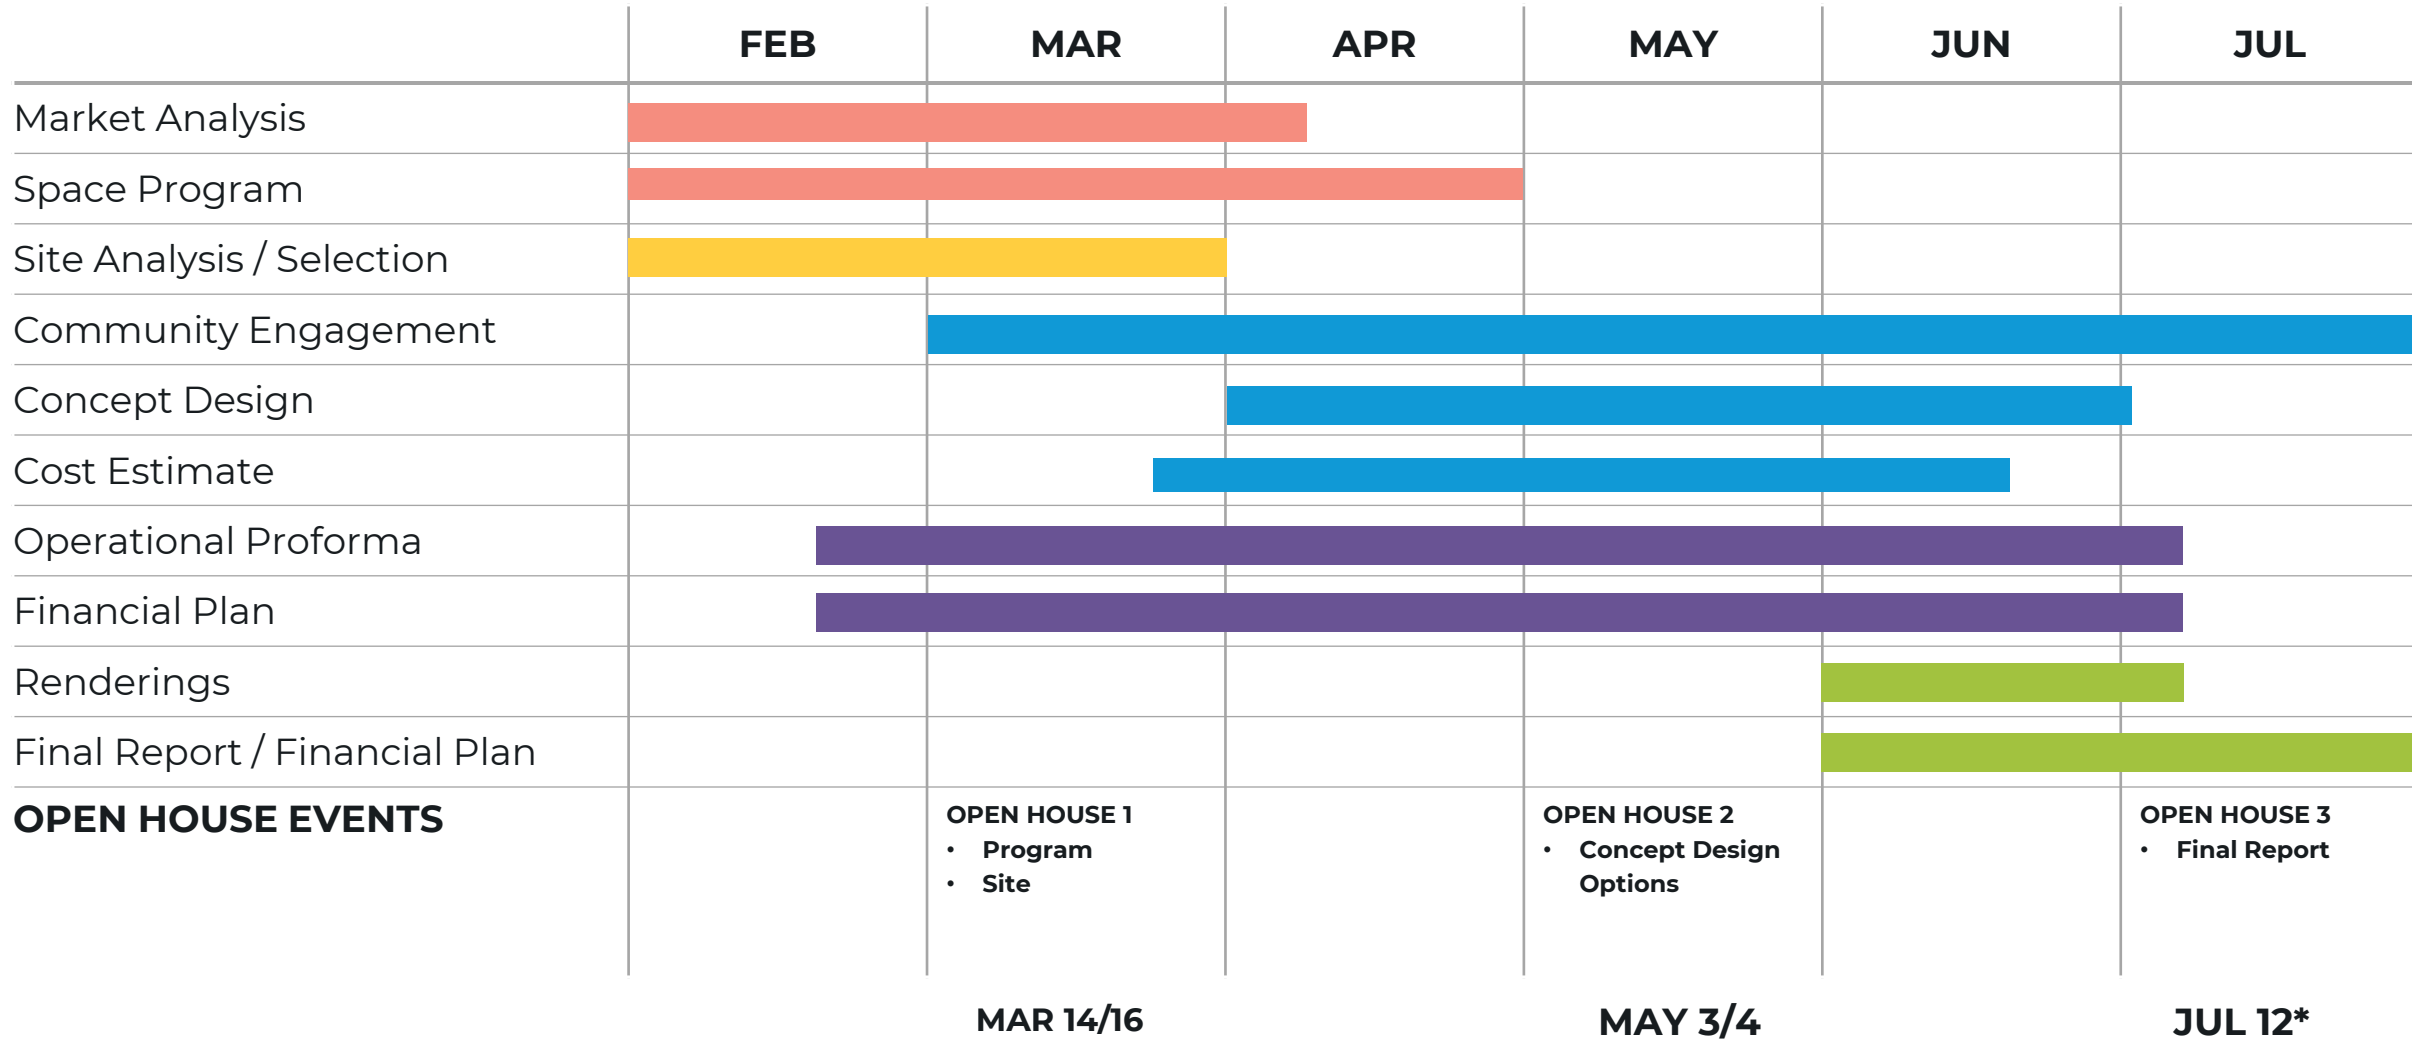 FEB MAR APR MAY JUN JUL
Market Analysis
Space Program
Site Analysis / Selection
Community Engagement
Concept Design
Cost Estimate
Operational Proforma
Financial Plan
Renderings
Final Report / Financial Plan
OPEN HOUSE EVENTS
OPEN HOUSE 1
• Program
• Site
OPEN HOUSE 2
• Concept Design
Options
OPEN HOUSE 3
• Final Report
MAR 14/16 MAY 3/4 JUL 12*